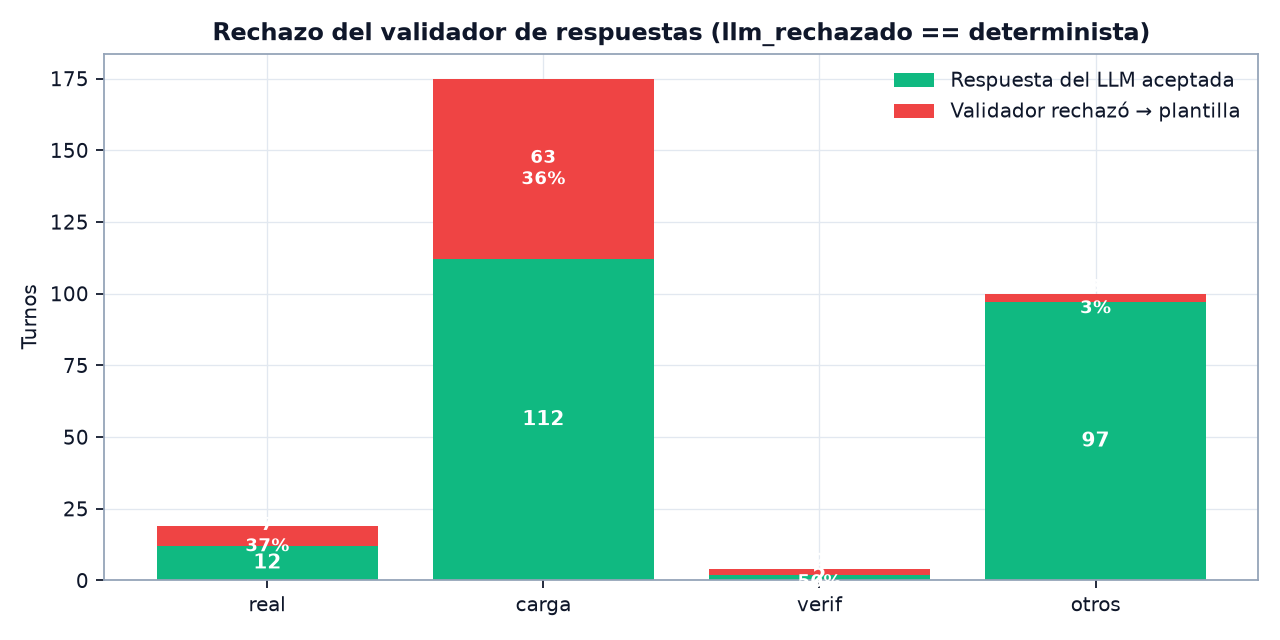 Rechazo del validador de respuestas (llm_rechazado == determinista)
Respuesta del LLM aceptada
Validador rechazó → plantilla
Turnos
175
150
125
100
75
50
25
0
37%
12
63
36%
112
3%
97
real
carga
verif
otros